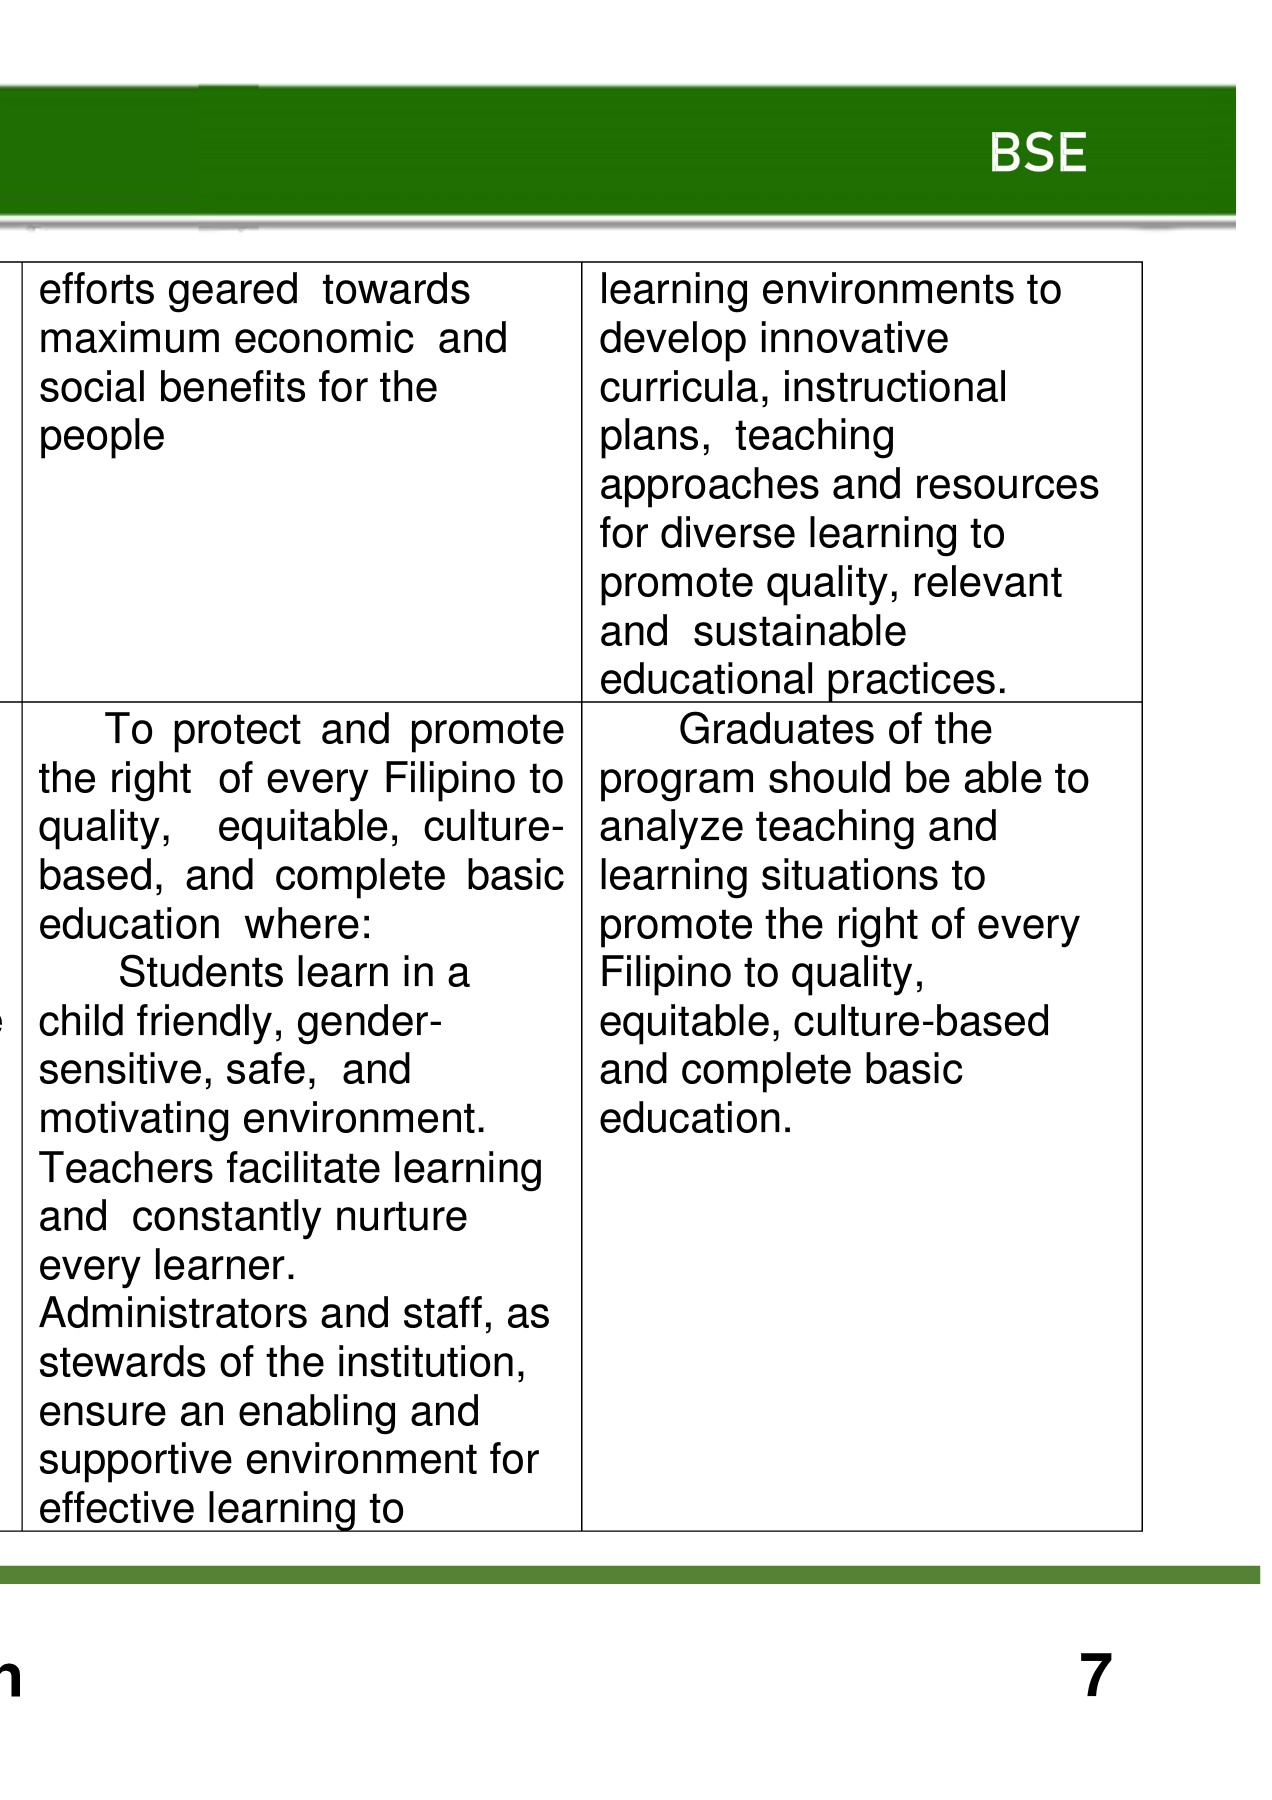 BSE
efforts geared  towards
maximum economic  and
social benefits for the
people
learning environments to
develop innovative
curricula, instructional
plans,  teaching
approaches and resources
for diverse learning to
promote quality, relevant
and  sustainable
educational practices.
To protect and promote
the right  of every Filipino to
quality,  equitable, culture-
based, and complete basic
education  where:
Students learn in a
child friendly, gender-
sensitive, safe,  and
motivating environment.
Teachers facilitate learning
and  constantly nurture
every learner.
Administrators and staff, as
stewards of the institution,
ensure an enabling and
supportive environment for
effective learning to
Graduates of the
program should be able to
analyze teaching and
learning situations to
promote the right of every
Filipino to quality,
equitable, culture-based
and complete basic
education.
7